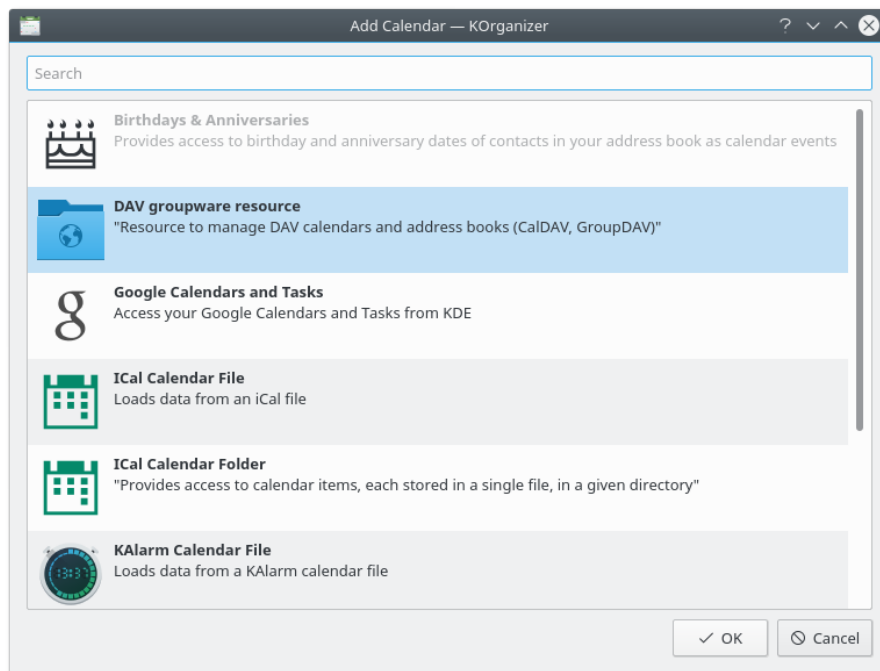 Add Calendar — KOrganizer
Search
Birthdays & Anniversaries
Provides access to birthday and anniversary dates of contacts in your address book as calendar events
DAV groupware resource
"Resource to manage DAV calendars and address books (CalDAV, GroupDAV)"
Google Calendars and Tasks
Access your Google Calendars and Tasks from KDE
ICal Calendar File
Loads data from an iCal file
ICal Calendar Folder
"Provides access to calendar items, each stored in a single file, in a given directory"
KAlarm Calendar File
13:37
Loads data from a KAlarm calendar file
OK
Cancel